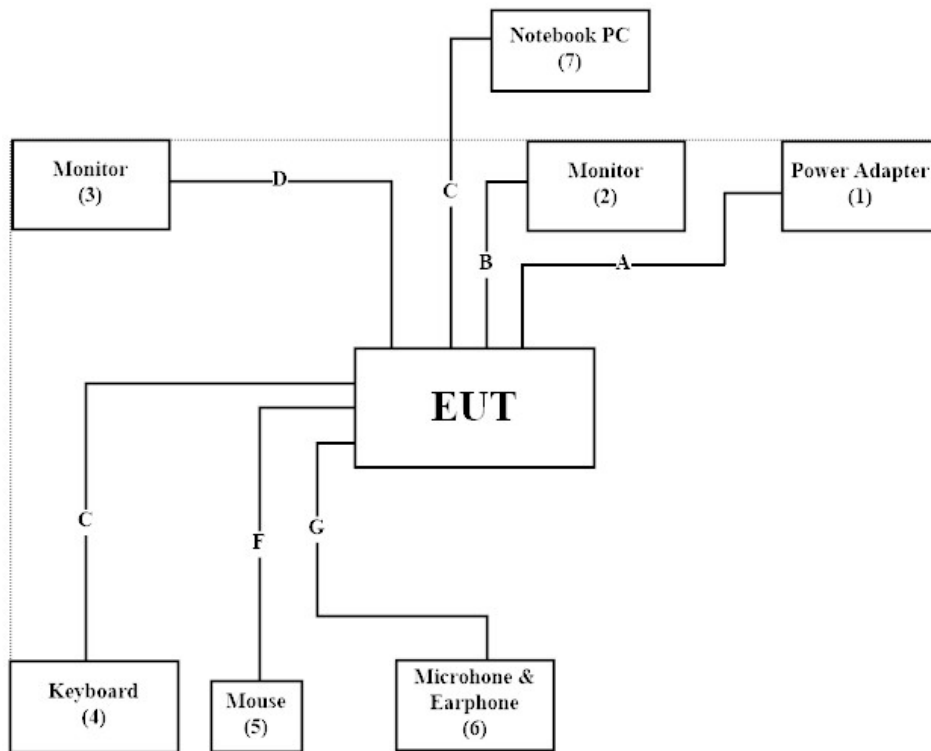 Notebook PC
(7)
Monitor
(3)
D
C
Monitor
(2)
Power Adapter
(1)
B
A
EUT
C
F
G
Keyboard
(4)
Mouse
(5)
Microhone &
Earphone
(6)